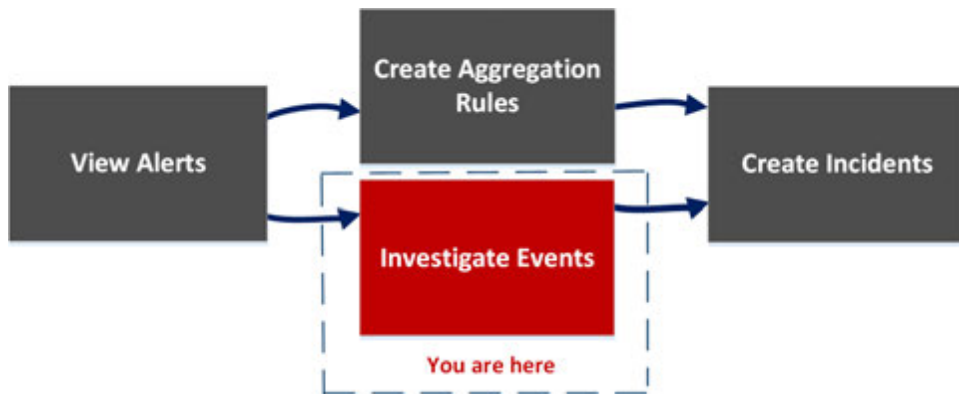 View Alerts
Create Aggregation
Rules
Investigate Events
You are here
Create Incidents